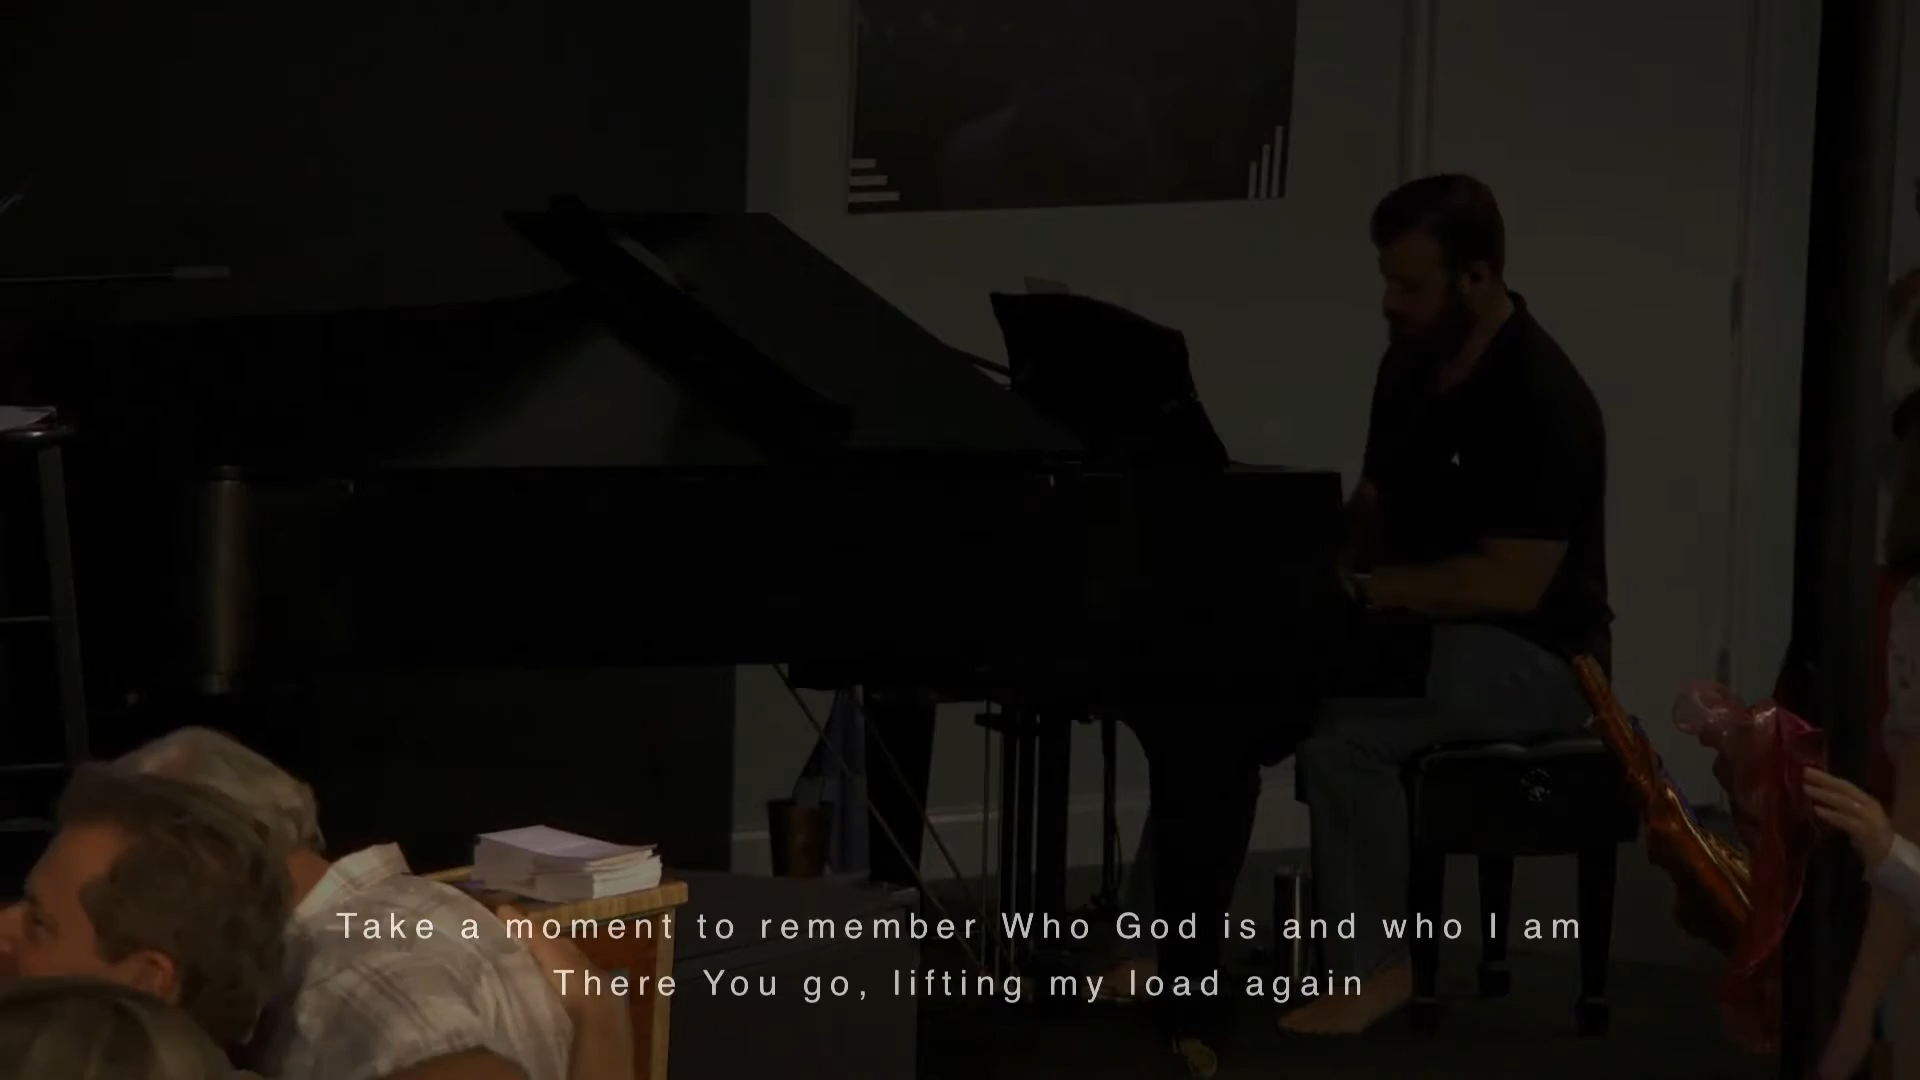 Take a moment to remember Who God is and who I am
There You go, lifting my load again